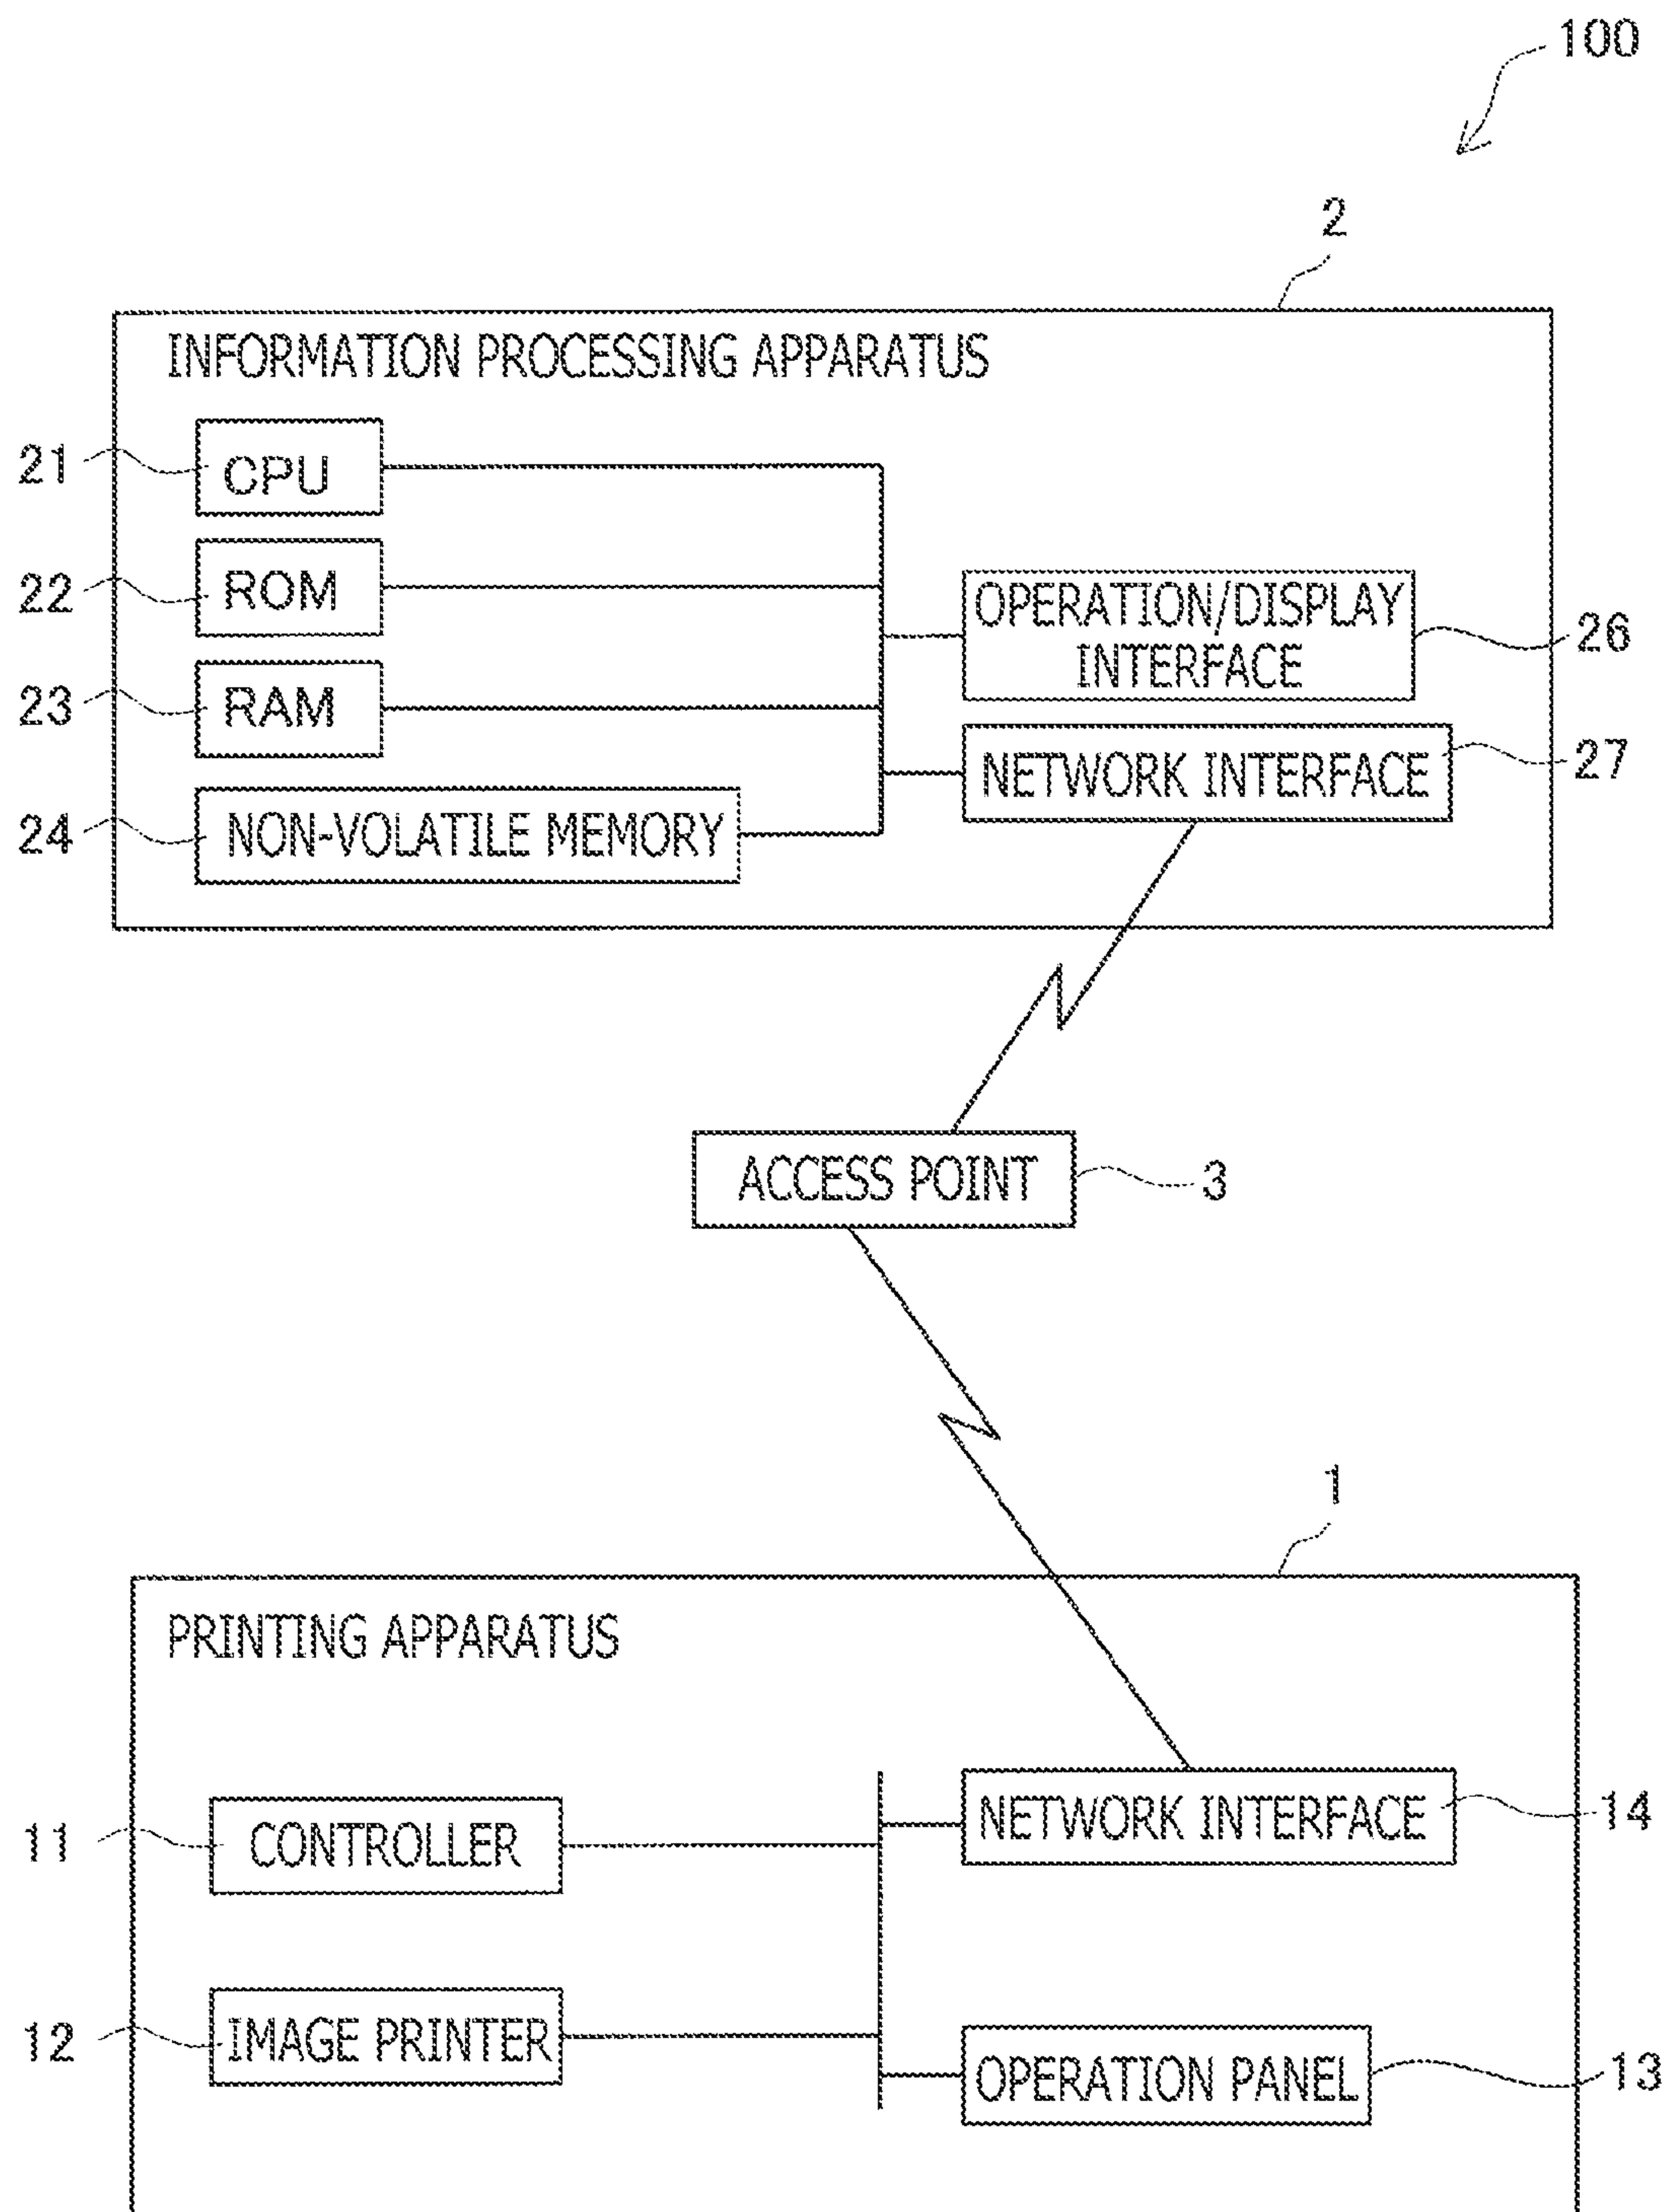 100
2
INFORMATION PROCESSING APPARATUS
21
CPU
22
ROM
OPERATION/DISPLAY
INTERFACE
26
23
RAM
NETWORK INTERFACE
27
24
NON-VOLATILE MEMORY
ACCESS POINT
3
1
PRINTING APPARATUS
11
CONTROLLER
NETWORK INTERFACE
14
12
IMAGE PRINTER
OPERATION PANEL
13